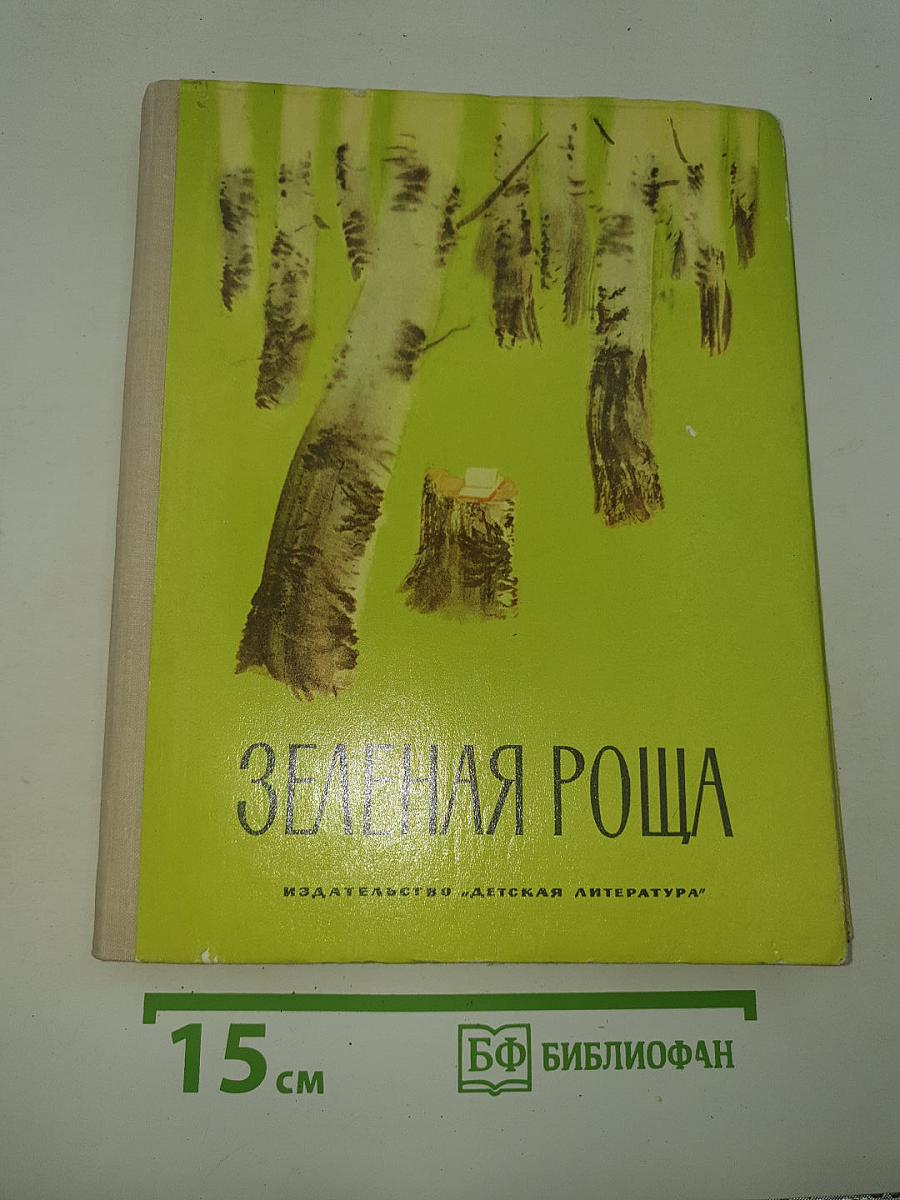 ЗЕЛЕНАЯ РОЩА
ИЗДАТЕЛЬСТВО „ДЕТСКАЯ ЛИТЕРАТУРА"
15 см
БФ БИБЛИОФАН